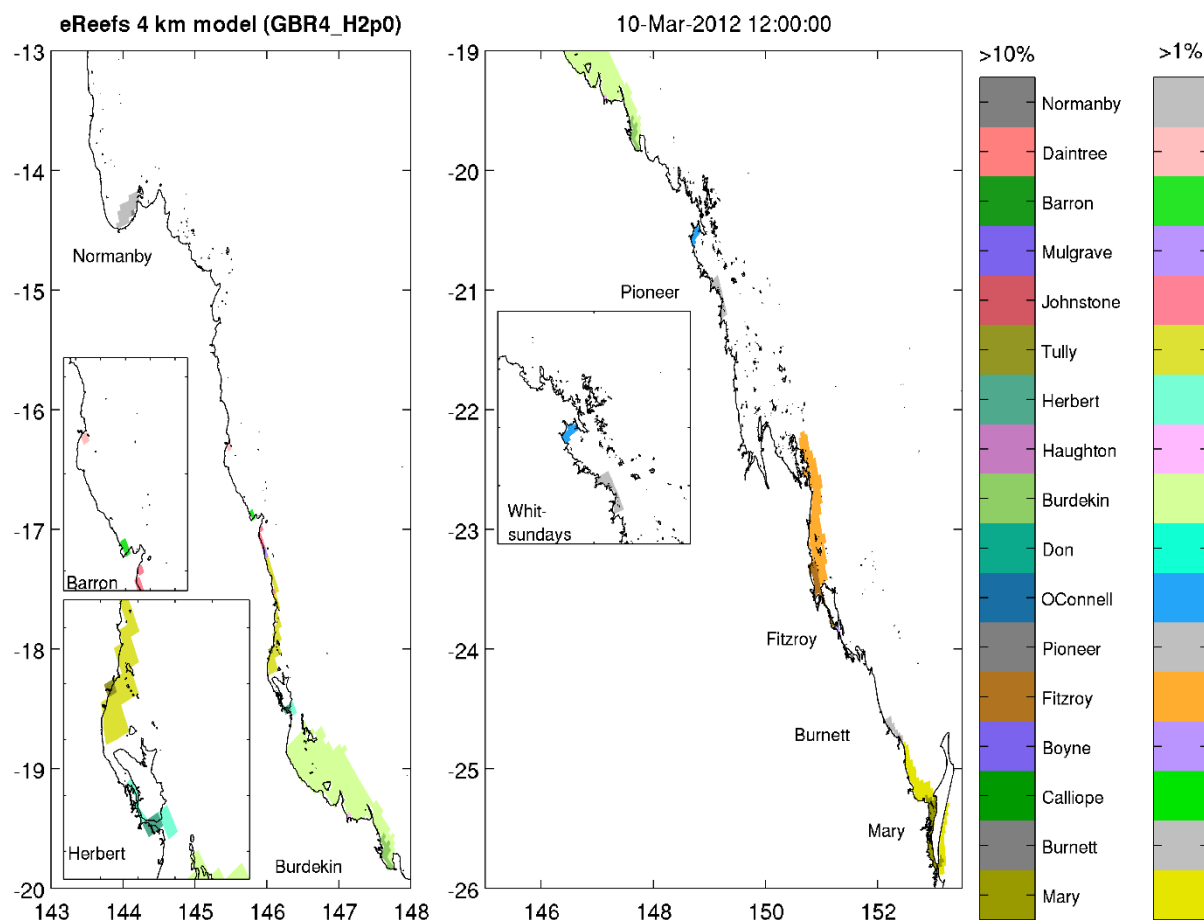 eReefs 4 km model (GBR4_H2p0)
10-Mar-2012 12:00:00
>10%
>1%
-13
-14
-15
-16
-17
-18
-19
-20
143
144
145
146
147
148
Normanby
Barron
Herbert
Burdekin
-19
-20
-21
-22
-23
-24
-25
-26
146
148
150
152
Pioneer
Whit-
sundays
Fitzroy
Burnett
Mary
Normanby
Daintree
Barron
Mulgrave
Johnstone
Tully
Herbert
Haughton
Burdekin
Don
OConnell
Pioneer
Fitzroy
Boyne
Calliope
Burnett
Mary